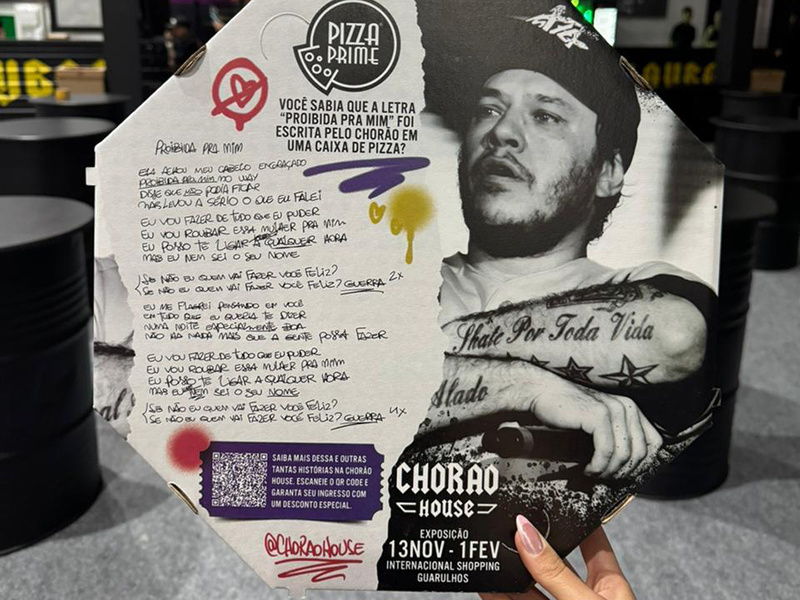 PIZZA
PRIME
VOCÊ SABIA QUE A LETRA
"PROIBIDA PRA MIM" FOI
ESCRITA PELO CHORÃO EM
UMA CAIXA DE PIZZA?
PROIBIDA PRA MIM
ELA ACHOU MEU CABELO ENGRAÇADO
PROIBIDA PRA MIM NO WAY
DISSE QUE NÃO PODIA FICAR
MAS LEVOU A SÉRIO O QUE EU FALEI
EU VOU FAZER DE TUDO QUE EU PUDER
EU VOU ROUBAR ESSA MULHER PRA MIM
EU POSSO TE LIGAR A QUALQUER HORA
MAS EU NEM SEI O SEU NOME
SE NÃO EU QUEM VAI FAZER VOCÊ FELIZ?
SE NÃO EU QUEM VAI FAZER VOCÊ FELIZ? GUERRA 2X
EU ME FLAGREI PENSANDO EM VOCÊ
EM TUDO QUE EU QUERIA TE DIZER
NUMA NOITE ESPECIALMENTE BOA
NÃO HÁ NADA MAIS QUE A GENTE POSSA FAZER
EU VOU FAZER DE TUDO QUE EU PUDER
EU VOU ROUBAR ESSA MULHER PRA MIM
EU POSSO TE LIGAR A QUALQUER HORA
MAS EU NEM SEI O SEU NOME
SE NÃO EU QUEM VAI FAZER VOCÊ FELIZ?
SE NÃO EU QUEM VAI FAZER VOCÊ FELIZ? GUERRA 4X
Skate Por Toda Vida
SAIBA MAIS DESSA E OUTRAS
TANTAS HISTÓRIAS NA CHORÃO
HOUSE. ESCANEIE O QR CODE E
GARANTA SEU INGRESSO COM
UM DESCONTO ESPECIAL.
@CHORAOHOUSE
CHORAO
HOUSE
EXPOSIÇÃO
13NOV - 1FEV
INTERNACIONAL SHOPPING
GUARULHOS